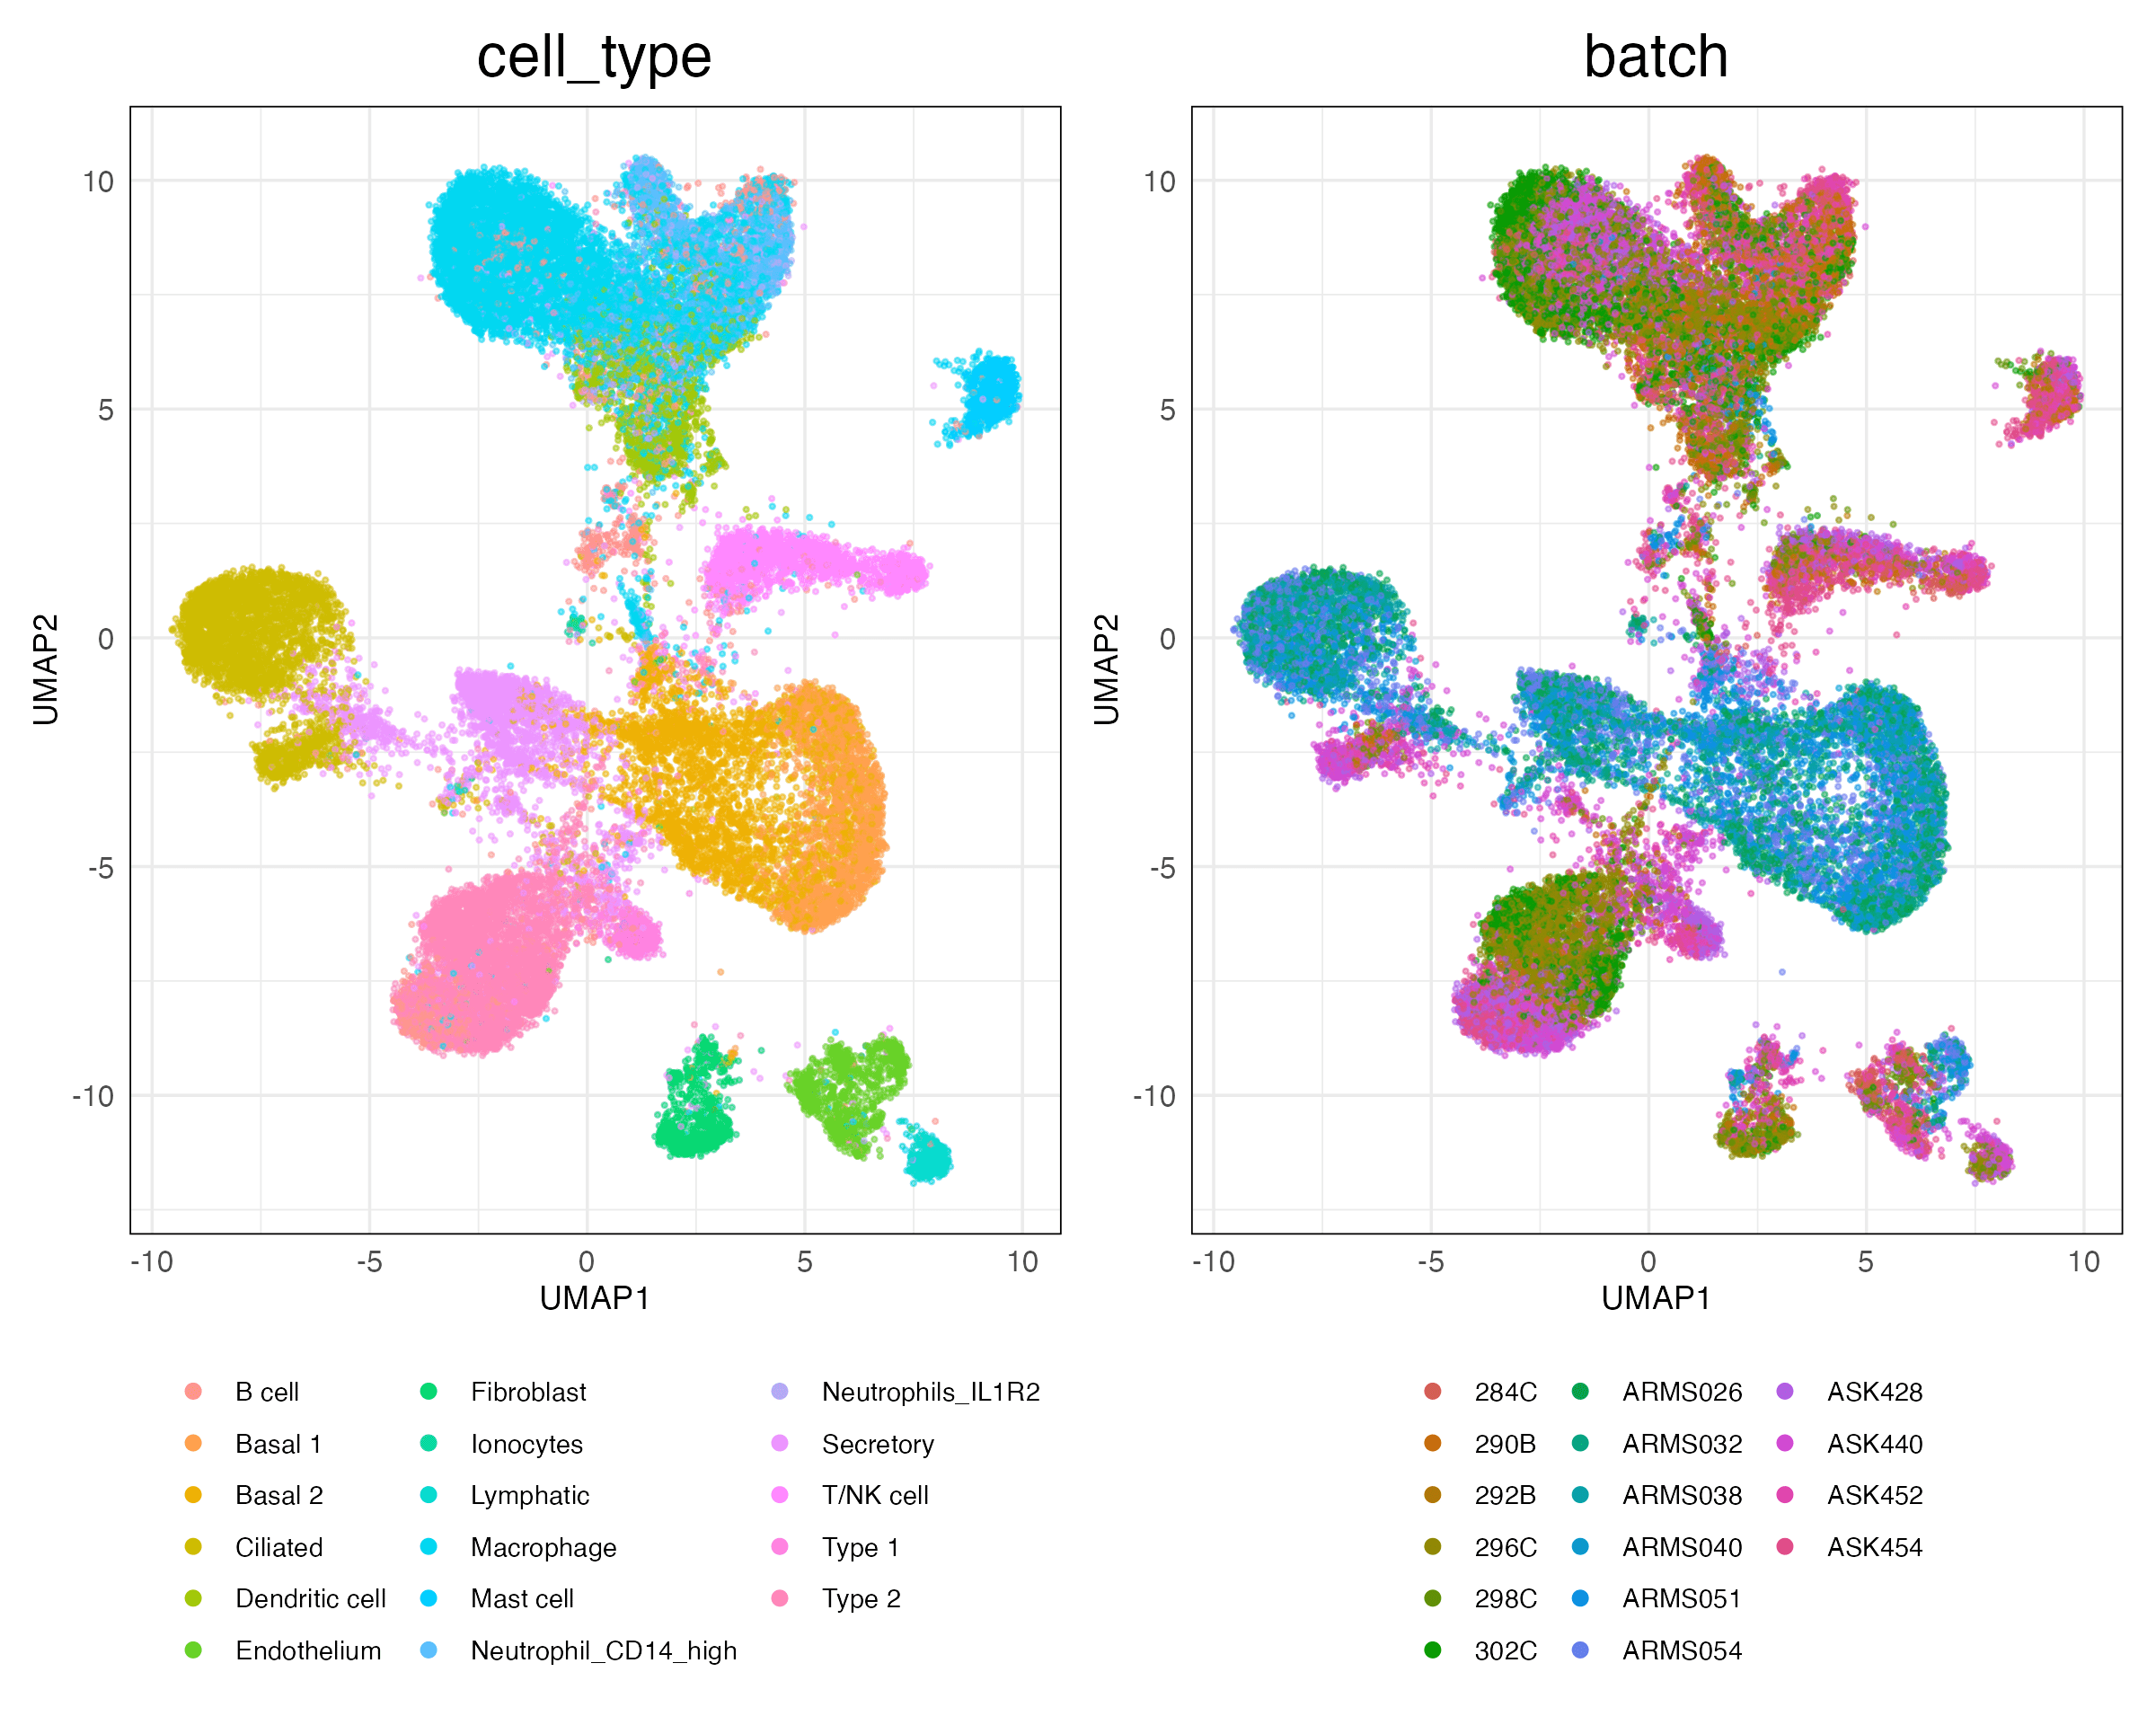 cell_type
batch
10
5
0
-5
-10
UMAP2
-10 -5 0 5 10
UMAP1
10
5
0
-5
-10
UMAP2
-10 -5 0 5 10
UMAP1
B cell
Basal 1
Basal 2
Ciliated
Dendritic cell
Endothelium
Fibroblast
Ionocytes
Lymphatic
Macrophage
Mast cell
Neutrophil_CD14_high
Neutrophils_IL1R2
Secretory
T/NK cell
Type 1
Type 2
284C
290B
292B
296C
298C
302C
ARMS026
ARMS032
ARMS038
ARMS040
ARMS051
ARMS054
ASK428
ASK440
ASK452
ASK454